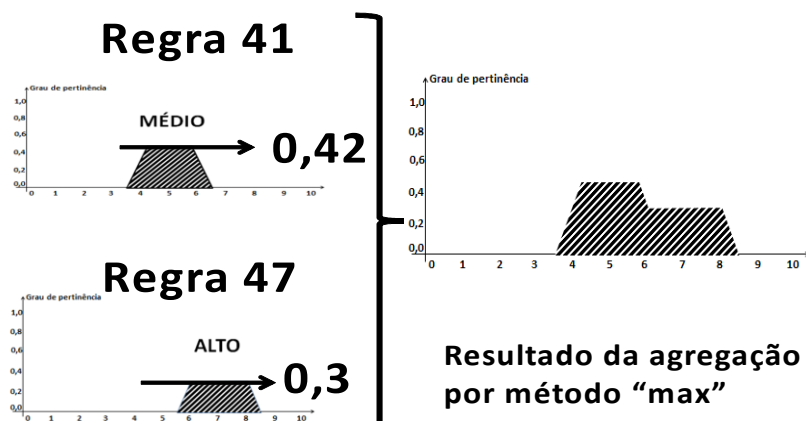 Regra 41
Grau de pertinência
1,0
0,8
0,6
0,4
0,2
0,0
MÉDIO
0,42
0 1 2 3 4 5 6 7 8 9 10
Regra 47
Grau de pertinência
1,0
0,8
0,6
0,4
0,2
0,0
ALTO
0,3
0 1 2 3 4 5 6 7 8 9 10
Grau de pertinência
1,0
0,8
0,6
0,4
0,2
0,0
0 1 2 3 4 5 6 7 8 9 10
Resultado da agregação
por método “max”